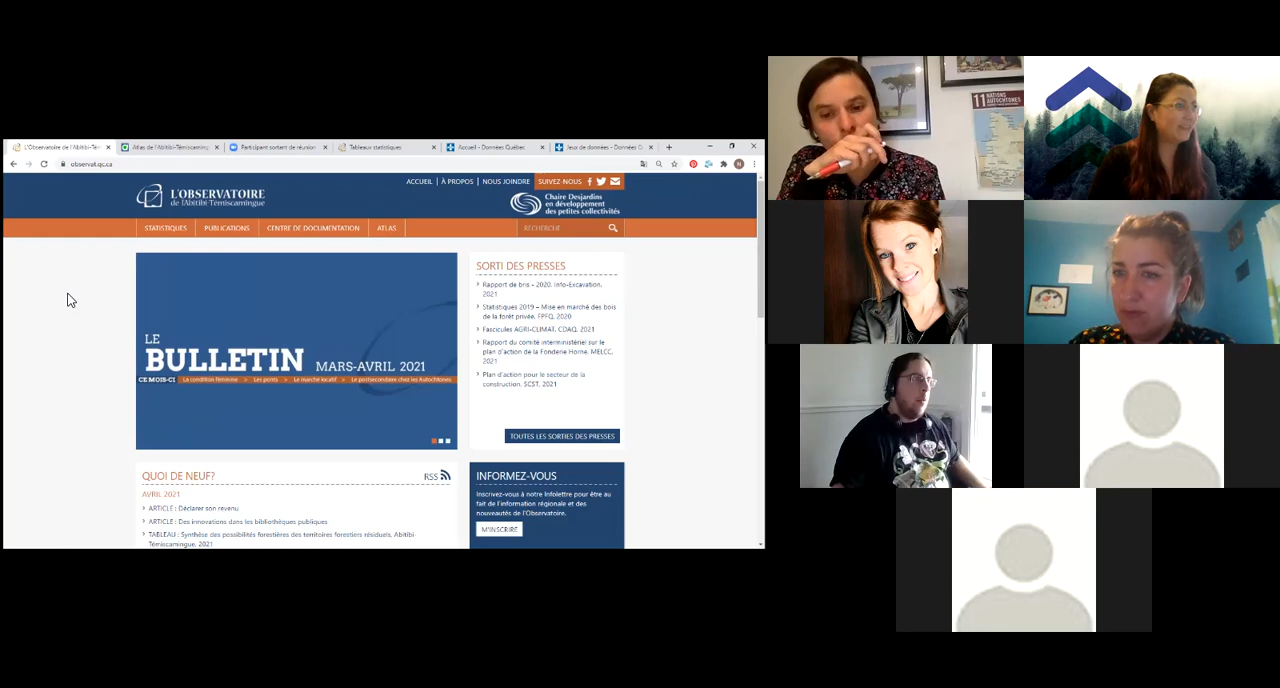 L'Observatoire de l'Abitibi-Tém
Atlas de l'Abitibi-Témiscaming
Participant sortent de réunion
Tableaux statistiques
Accueil - Données Québec
Jeux de données - Données Q
observat.qc.ca
ACCUEIL | À PROPOS | NOUS JOINDRE
SUIVEZ-NOUS
L'OBSERVATOIRE
de l'Abitibi-Témiscamingue
Chaire Desjardins
en développement
des petites collectivités
STATISTIQUES
PUBLICATIONS
CENTRE DE DOCUMENTATION
ATLAS
RECHERCHE
LE
BULLETIN MARS-AVRIL 2021
CE MOIS-CI La condition féminine > Les ponts > Le marché locatif > Le postsecondaire chez les Autochtones
SORTI DES PRESSES
Rapport de bris - 2020. Info-Excavation,
2021
Statistiques 2019 – Mise en marché des bois
de la forêt privée. FPFQ, 2020
Fascicules AGRI-CLIMAT. CDAQ, 2021
Rapport du comité interministériel sur le
plan d'action de la Fonderie Horne. MELCC,
2021
Plan d'action pour le secteur de la
construction. SCST, 2021
TOUTES LES SORTIES DES PRESSES
QUOI DE NEUF?
RSS
AVRIL 2021
ARTICLE : Déclarer son revenu
ARTICLE : Des innovations dans les bibliothèques publiques
TABLEAU : Synthèse des possibilités forestières des territoires forestiers résiduels, Abitibi-
Témiscamingue, 2021
INFORMEZ-VOUS
Inscrivez-vous à notre Infolettre pour être au
fait de l'information régionale et des
nouveautés de l'Observatoire.
M'INSCRIRE
11 NATIONS
AUTOCHTONES